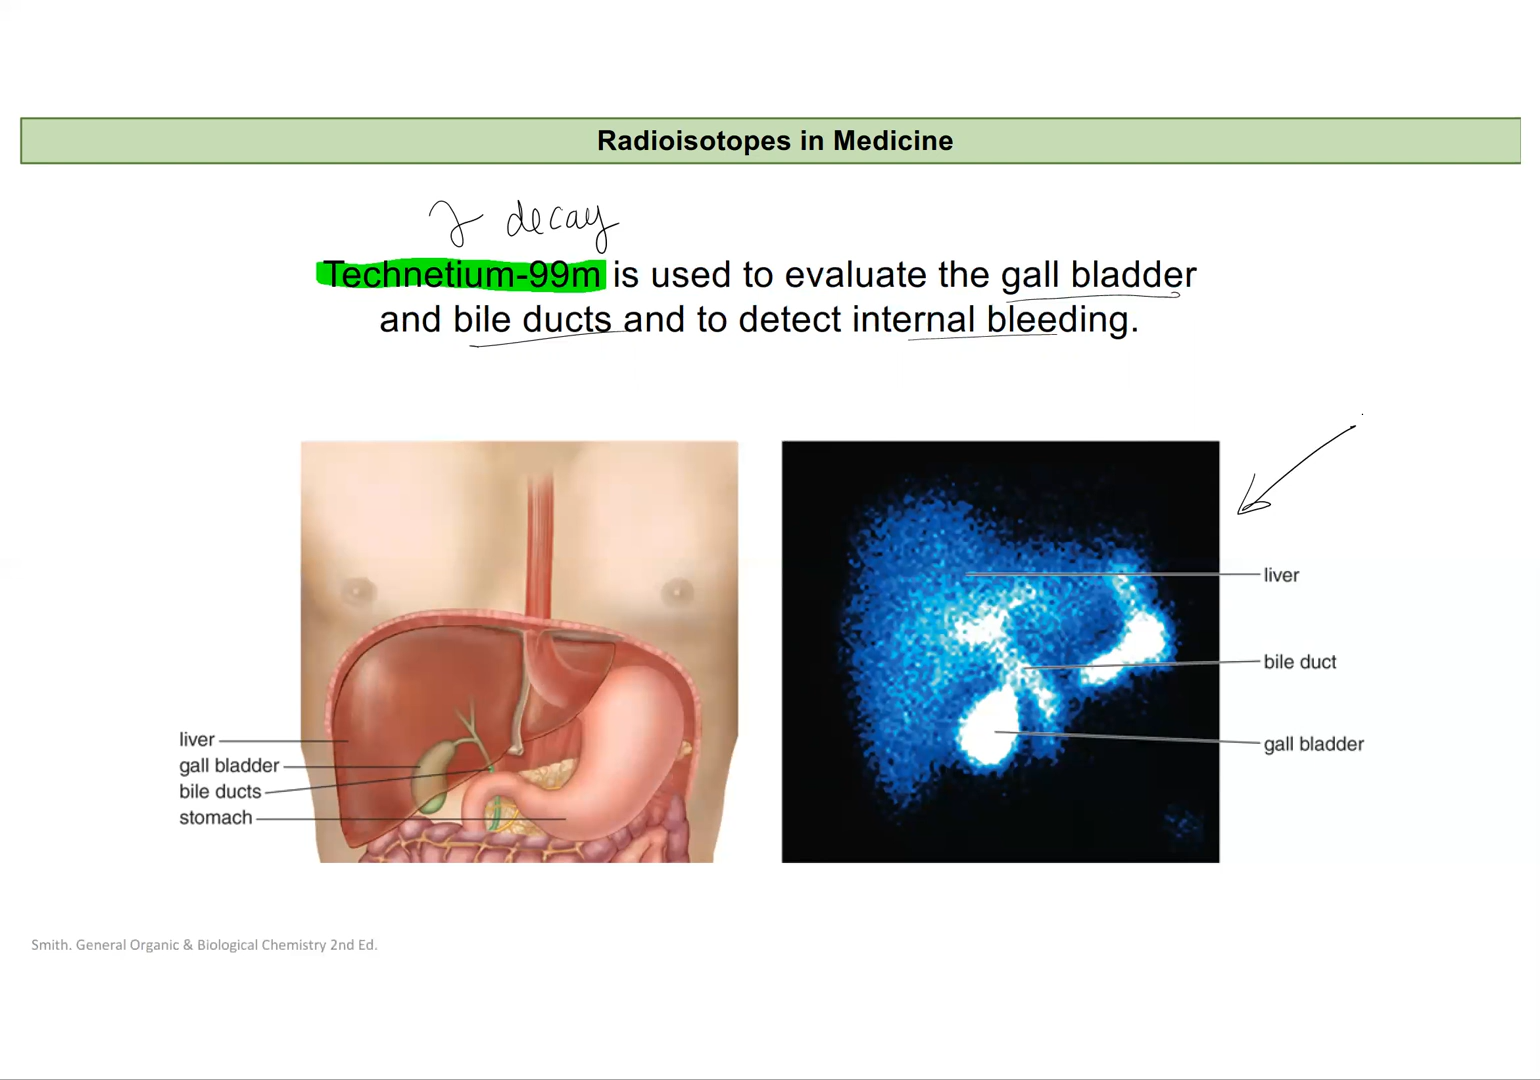 Radioisotopes in Medicine
γ decay
Technetium-99m is used to evaluate the gall bladder
and bile ducts and to detect internal bleeding.
liver
gall bladder
bile ducts
stomach
liver
bile duct
gall bladder
Smith. General Organic & Biological Chemistry 2nd Ed.